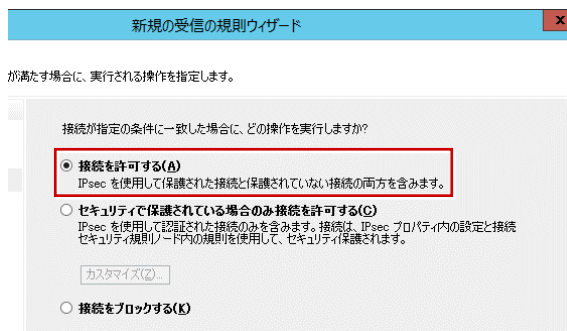 新規の受信の規則ウィザード
x
が満たす場合に、実行される操作を指定します。
接続が指定の条件に一致した場合に、どの操作を実行しますか?
接続を許可する(A)
IPsec を使用して保護された接続と保護されていない接続の両方を含みます。
セキュリティで保護されている場合のみ接続を許可する(C)
IPsec を使用して認証された接続のみを含みます。接続は、IPsec プロパティ内の設定と接続
セキュリティ規則ノード内の規則を使用して、セキュリティ保護されます。
カスタマイズ(Z)...
接続をブロックする(K)